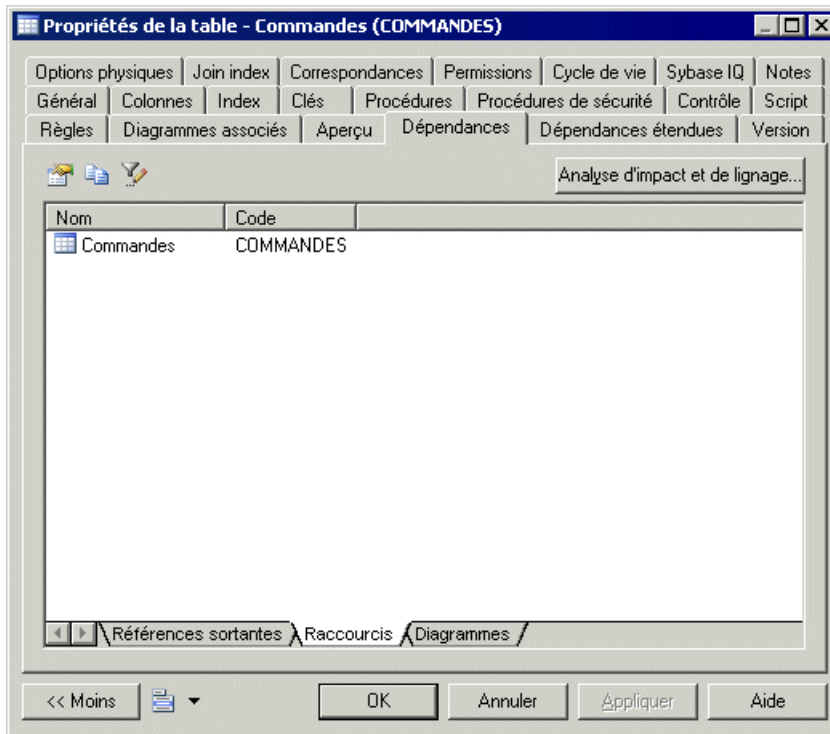 Propriétés de la table - Commandes (COMMANDES)
Options physiques Join index Correspondances Permissions Cycle de vie Sybase IQ Notes
Général Colonnes Index Clés Procédures Procédures de sécurité Contrôle Script
Règles Diagrammes associés Aperçu Dépendances Dépendances étendues Version
Analyse d'impact et de lignage...
Nom Code
Commandes COMMANDES
Références sortantes Raccourcis Diagrammes
<< Moins OK Annuler Appliquer Aide